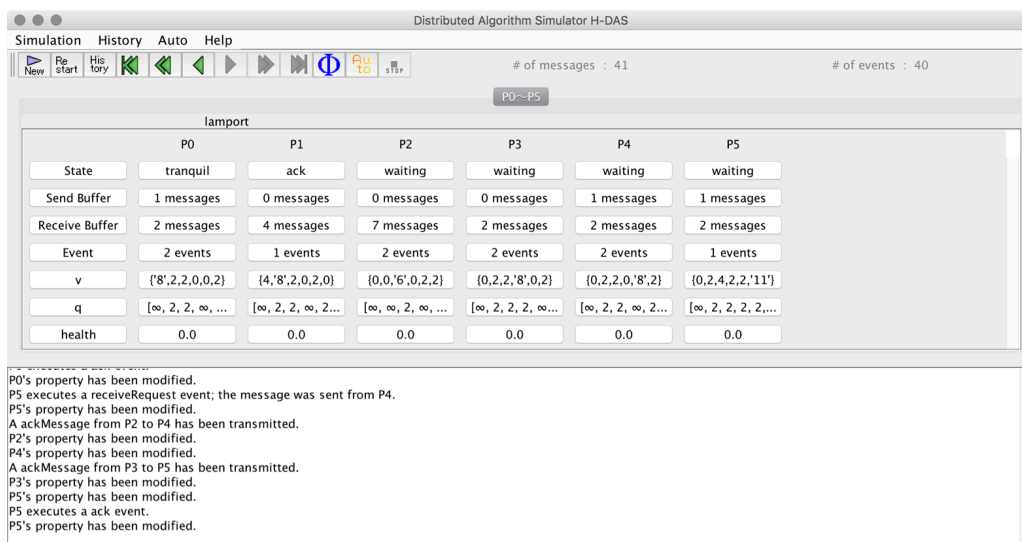 Distributed Algorithm Simulator H-DAS
Simulation History Auto Help
New Re start His tory Φ Au to STOP # of messages : 41 # of events : 40
P0~P5
lamport
P0 P1 P2 P3 P4 P5
State tranquil ack waiting waiting waiting waiting
Send Buffer 1 messages 0 messages 0 messages 0 messages 1 messages 1 messages
Receive Buffer 2 messages 4 messages 7 messages 2 messages 2 messages 2 messages
Event 2 events 1 events 2 events 2 events 2 events 1 events
v {'8',2,2,0,0,2} {4,'8',2,0,2,0} {0,0,'6',0,2,2} {0,2,2,'8',0,2} {0,2,2,0,'8',2} {0,2,4,2,2,'11'}
q [∞, 2, 2, ∞, ... [∞, 2, 2, ∞, 2... [∞, ∞, 2, ∞, ... [∞, 2, 2, 2, ∞... [∞, 2, 2, ∞, 2... [∞, 2, 2, 2, 2,...
health 0.0 0.0 0.0 0.0 0.0 0.0
P0's property has been modified.
P5 executes a receiveRequest event; the message was sent from P4.
P5's property has been modified.
A ackMessage from P2 to P4 has been transmitted.
P2's property has been modified.
P4's property has been modified.
A ackMessage from P3 to P5 has been transmitted.
P3's property has been modified.
P5's property has been modified.
P5 executes a ack event.
P5's property has been modified.